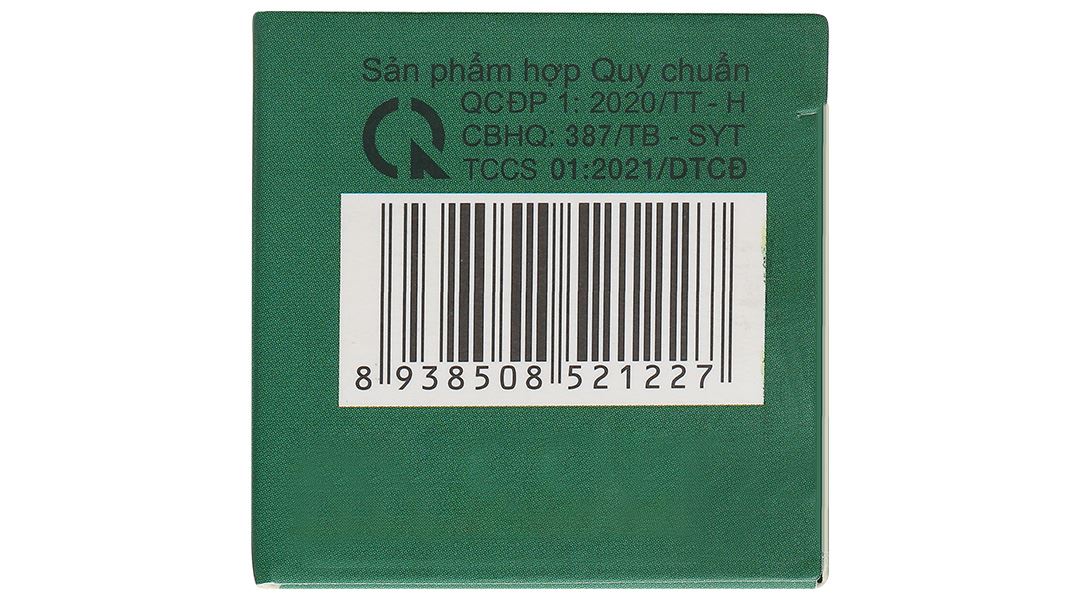 Sản phẩm hợp Quy chuẩn
QCĐP 1: 2020/TT - H
CBHQ: 387/TB - SYT
TCCS 01:2021/DTCĐ
8 938508 521227